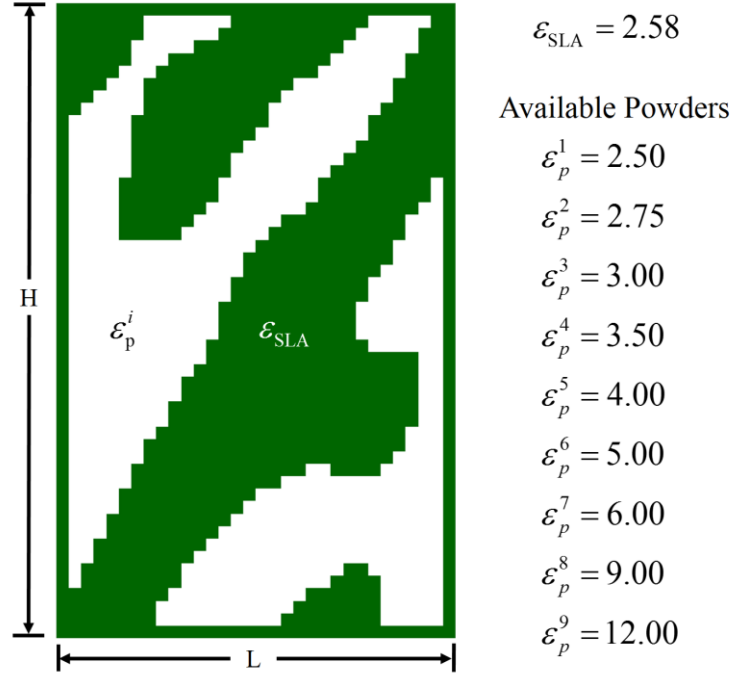 ε_SLA = 2.58
Available Powders
ε_p^1 = 2.50
ε_p^2 = 2.75
ε_p^3 = 3.00
ε_p^4 = 3.50
ε_p^5 = 4.00
ε_p^6 = 5.00
ε_p^7 = 6.00
ε_p^8 = 9.00
ε_p^9 = 12.00
H
ε_p^i
ε_SLA
L